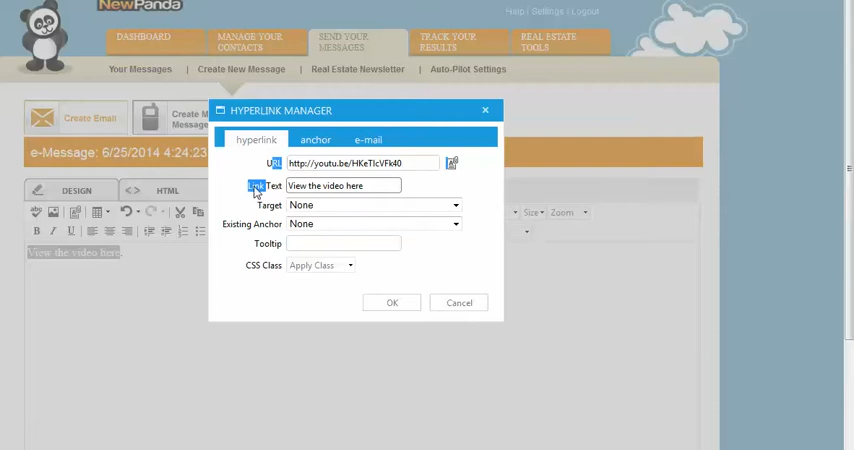 NewPanda
Help | Settings | Logout
DASHBOARD
MANAGE YOUR CONTACTS
SEND YOUR MESSAGES
TRACK YOUR RESULTS
REAL ESTATE TOOLS
Your Messages | Create New Message | Real Estate Newsletter | Auto-Pilot Settings
Create Email
Create M
Message
HYPERLINK MANAGER
hyperlink anchor e-mail
e-Message: 6/25/2014 4:24:23
URL http://youtu.be/HKeTlcVFk40
Link Text View the video here
Target None
Existing Anchor None
Tooltip
CSS Class Apply Class
OK Cancel
DESIGN HTML
Size Zoom
B I U
View the video here.